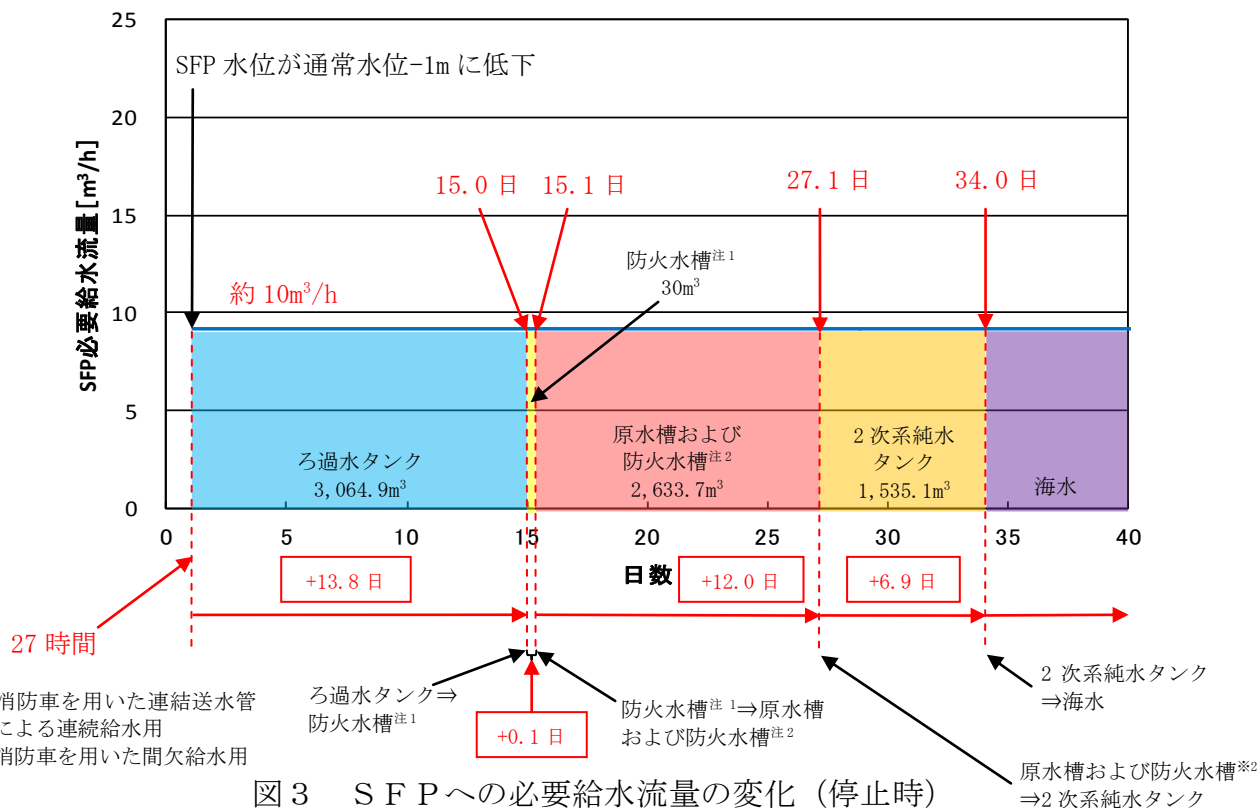 25
20
15
10
5
0
SFP必要給水流量[m³/h]
SFP 水位が通常水位-1m に低下
15.0 日
15.1 日
27.1 日
34.0 日
防火水槽注1
30m³
約 10m³/h
ろ過水タンク
3,064.9m³
原水槽および
防火水槽注2
2,633.7m³
2 次系純水
タンク
1,535.1m³
海水
0 5 10 15 20 25 30 35 40
日数
+13.8 日
+12.0 日
+6.9 日
27 時間
消防車を用いた連結送水管
による連続給水用
消防車を用いた間欠給水用
ろ過水タンク⇒
防火水槽注1
+0.1 日
防火水槽注1⇒原水槽
および防火水槽注2
2 次系純水タンク
⇒海水
原水槽および防火水槽※2
⇒2 次系純水タンク
図3 SFPへの必要給水流量の変化（停止時）